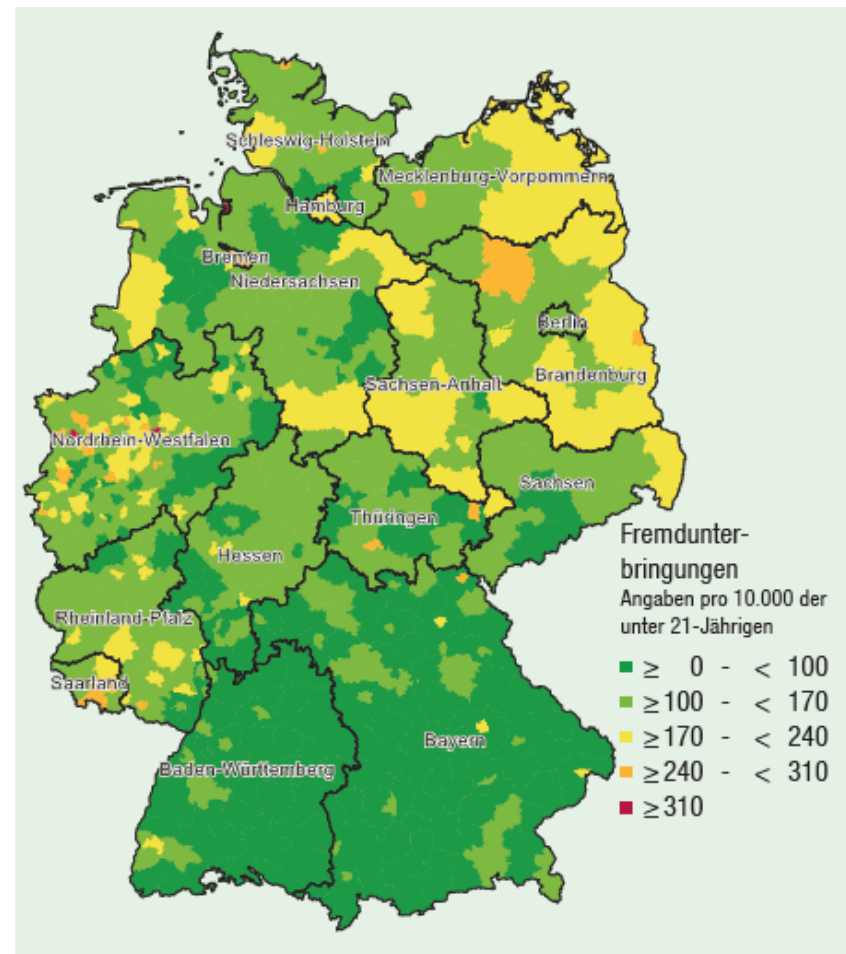 Schleswig-Holstein
Mecklenburg-Vorpommern
Hamburg
Bremen
Niedersachsen
Berlin
Sachsen-Anhalt
Brandenburg
Nordrhein-Westfalen
Sachsen
Thüringen
Hessen
Rheinland-Pfalz
Saarland
Bayern
Baden-Württemberg
Fremdunter-
bringungen
Angaben pro 10.000 der
unter 21-Jährigen
≥ 0 - < 100
≥100 - < 170
≥170 - < 240
≥240 - < 310
≥310